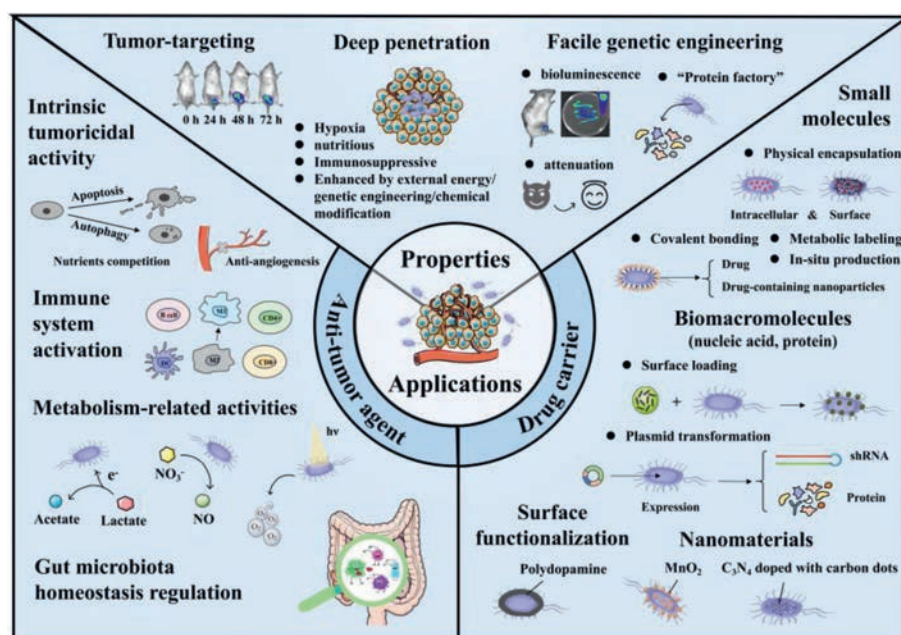 Tumor-targeting
0 h 24 h 48 h 72 h
Deep penetration
● Hypoxia
● nutritious
● Immunosuppressive
● Enhanced by external energy/
genetic engineering/chemical
modification
Facile genetic engineering
● bioluminescence
● “Protein factory”
● attenuation
Intrinsic
tumoricidal
activity
Apoptosis
Autophagy
Nutrients competition
Anti-angiogenesis
Immune
system
activation
B cell
CD4+
DC
CD8+
Metabolism-related activities
e-
Acetate
Lactate
NO3-
NO
hv
O2
O2
O2
Gut microbiota
homeostasis regulation
Properties
Applications
Anti-tumor agent
Drug carrier
Small
molecules
● Physical encapsulation
Intracellular & Surface
● Covalent bonding
● Metabolic labeling
● In-situ production
Drug
Drug-containing nanoparticles
Biomacromolecules
(nucleic acid, protein)
● Surface loading
+
● Plasmid transformation
Expression
shRNA
Protein
Surface
functionalization
Polydopamine
Nanomaterials
MnO2
C3N4 doped with carbon dots